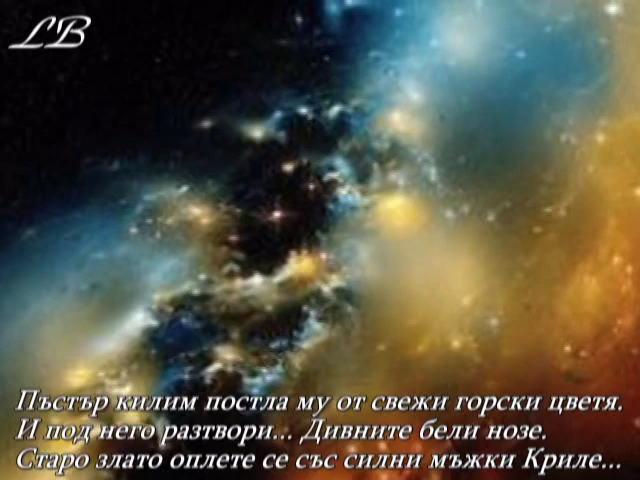 LB
Пъстър килим постла му от свежи горски цветя.
И под него разтвори... Дивните бели нозе.
Старо злато оплете се със силни мъжки Криле...